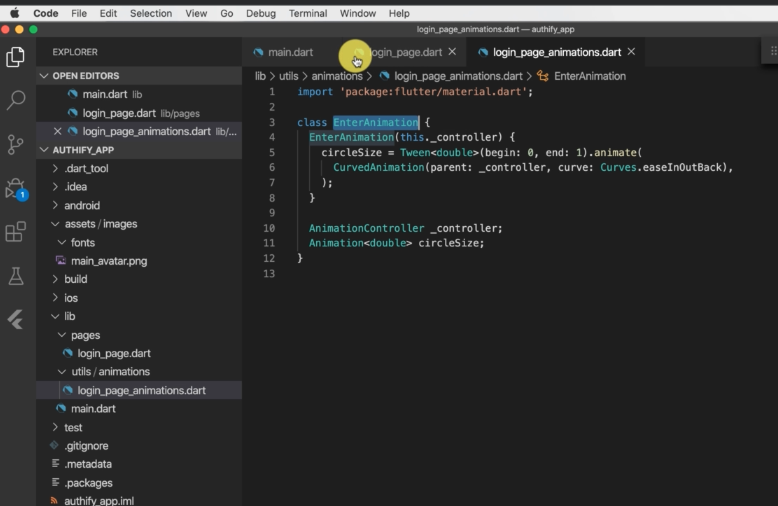 Code File Edit Selection View Go Debug Terminal Window Help
login_page_animations.dart — authify_app
EXPLORER
main.dart
login_page.dart
login_page_animations.dart
OPEN EDITORS
main.dart lib
login_page.dart lib/pages
login_page_animations.dart lib/...
AUTHIFY_APP
.dart_tool
.idea
android
assets / images
fonts
main_avatar.png
build
ios
lib
pages
login_page.dart
utils / animations
login_page_animations.dart
main.dart
test
.gitignore
.metadata
.packages
authify_app.iml
1
lib > utils > animations > login_page_animations.dart > EnterAnimation
1 import 'package:flutter/material.dart';
2
3 class EnterAnimation {
4 EnterAnimation(this._controller) {
5 circleSize = Tween<double>(begin: 0, end: 1).animate(
6 CurvedAnimation(parent: _controller, curve: Curves.easeInOutBack),
7 );
8 }
9
10 AnimationController _controller;
11 Animation<double> circleSize;
12 }
13